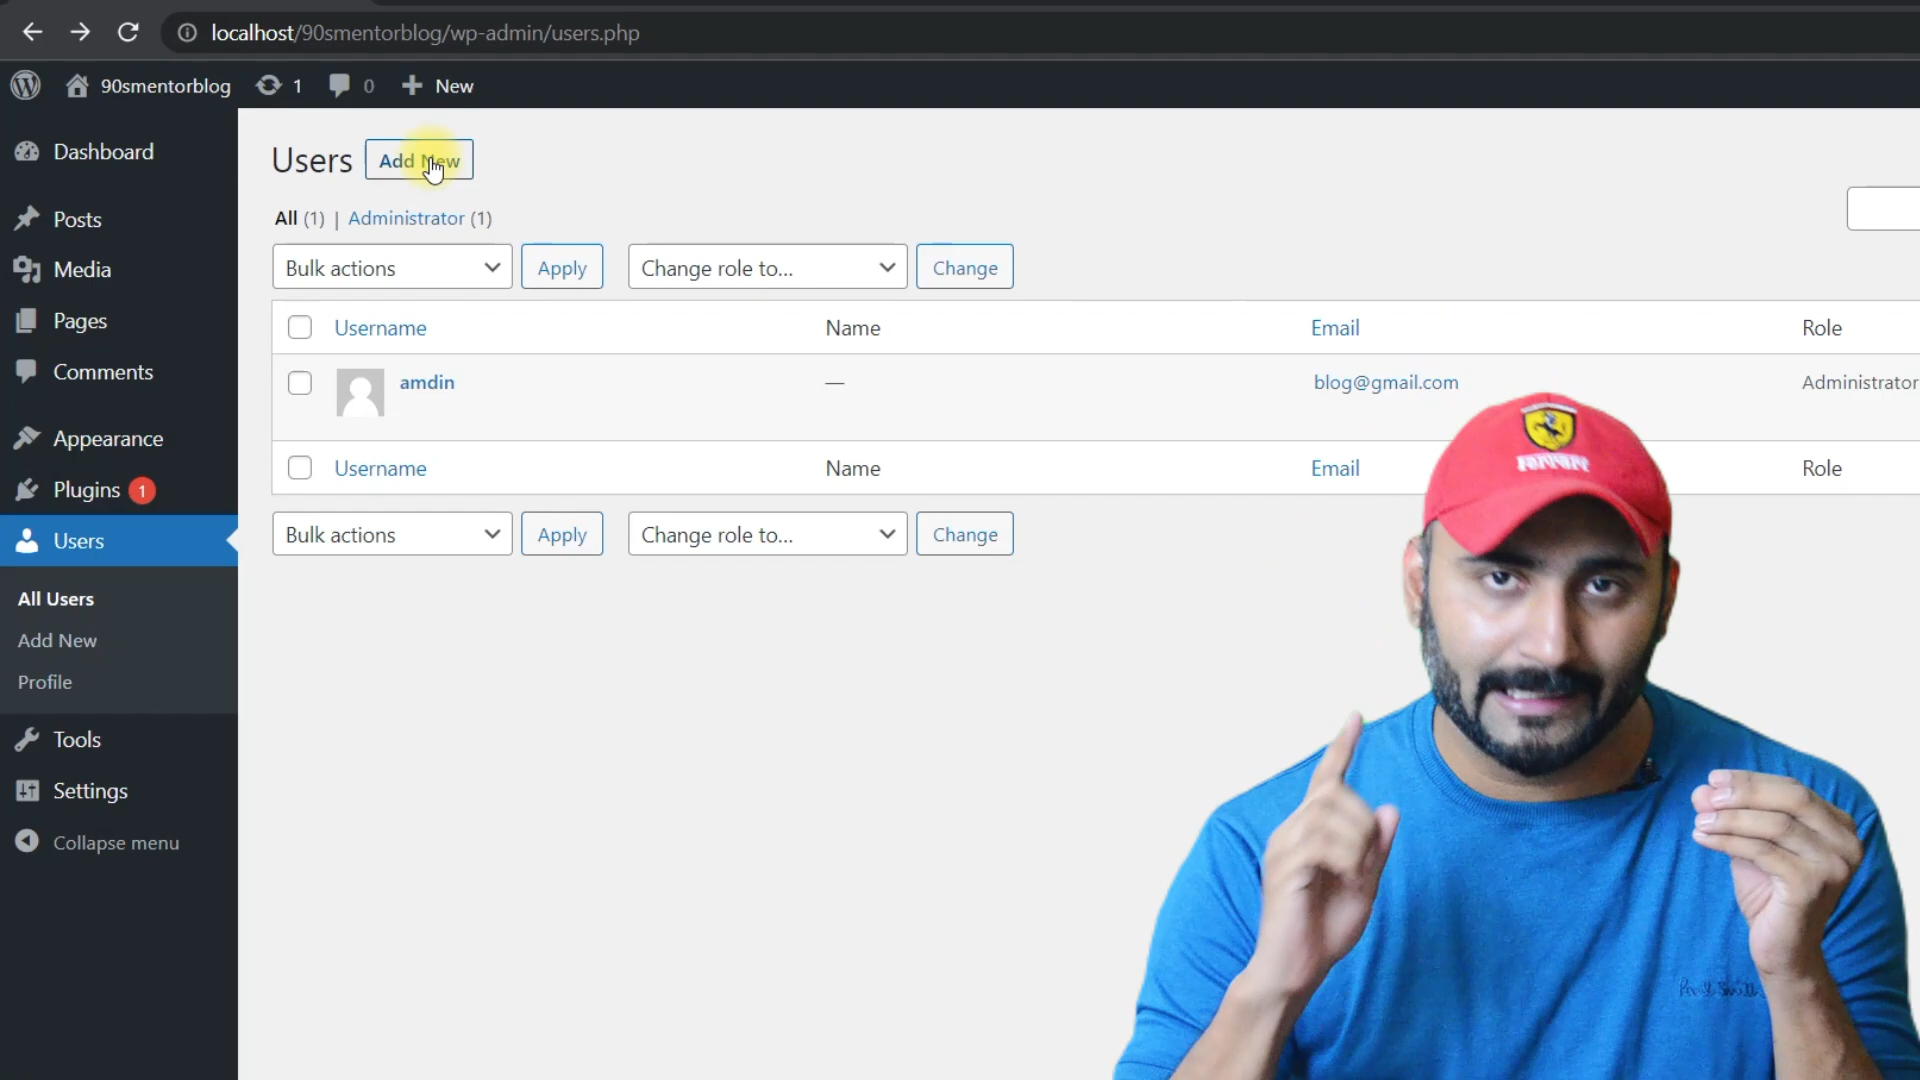 localhost/90smentorblog/wp-admin/users.php
90smentorblog 1 0 New
Dashboard
Posts
Media
Pages
Comments
Appearance
Plugins 1
Users
All Users
Add New
Profile
Tools
Settings
Collapse menu
Users Add New
All (1) | Administrator (1)
Bulk actions Apply Change role to... Change
Username Name Email Role
amdin — blog@gmail.com Administrator
Username Name Email Role
Bulk actions Apply Change role to... Change
Ferrari